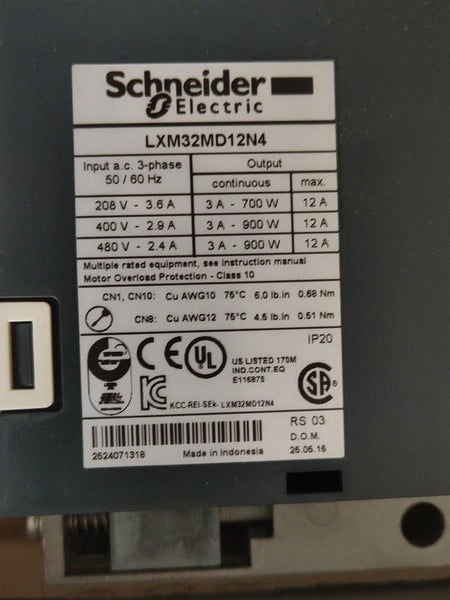 Schneider
Electric
LXM32MD12N4
Input a.c. 3-phase
50 / 60 Hz
Output
continuous
max.
208 V - 3.6 A
3 A - 700 W
12 A
400 V - 2.9 A
3 A - 900 W
12 A
480 V - 2.4 A
3 A - 900 W
12 A
Multiple rated equipment, see instruction manual
Motor Overload Protection - Class 10
CN1, CN10: Cu AWG10 75°C 6.0 lb.in 0.68 Nm
CN8: Cu AWG12 75°C 4.5 lb.in 0.51 Nm
IP20
CE
UL
US LISTED 170M
IND.CONT.EQ
E116875
KCC-REI-SEk- LXM32MD12N4
2524071318
Made in Indonesia
RS 03
D.O.M.
25.05.15